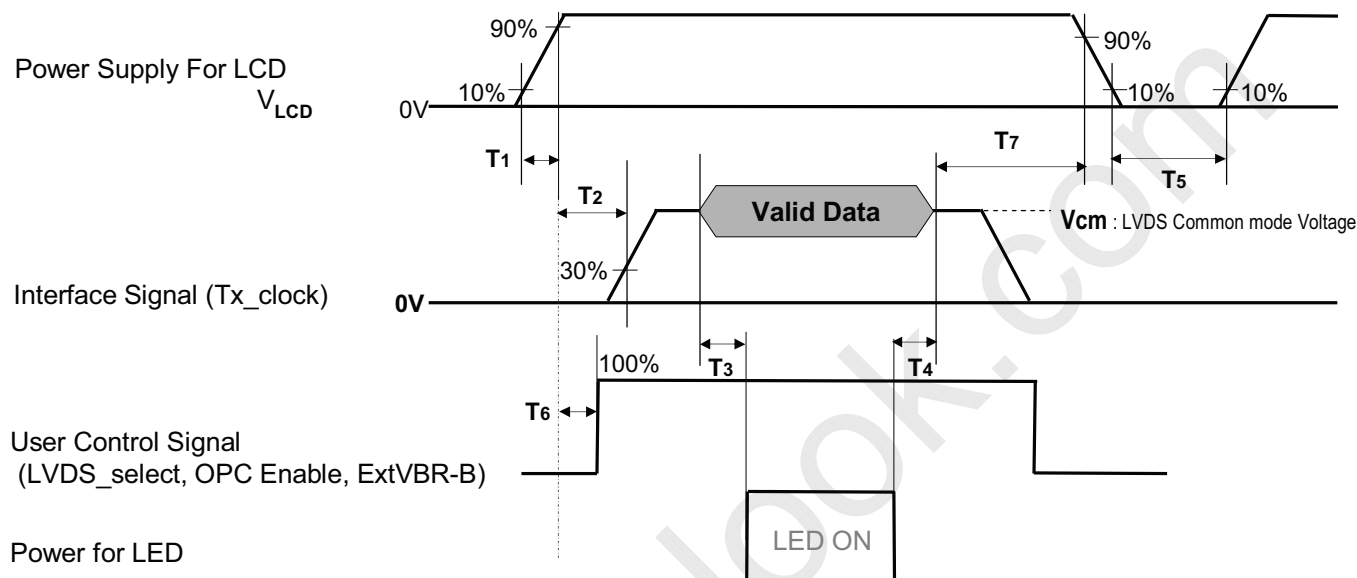 90%
90%
Power Supply For LCD
VLCD
10%
10%
10%
0V
T1
T7
T5
T2
Valid Data
Vcm : LVDS Common mode Voltage
30%
Interface Signal (Tx_clock)
0V
T3
T4
100%
T6
User Control Signal
(LVDS_select, OPC Enable, ExtVBR-B)
LED ON
Power for LED
look.com